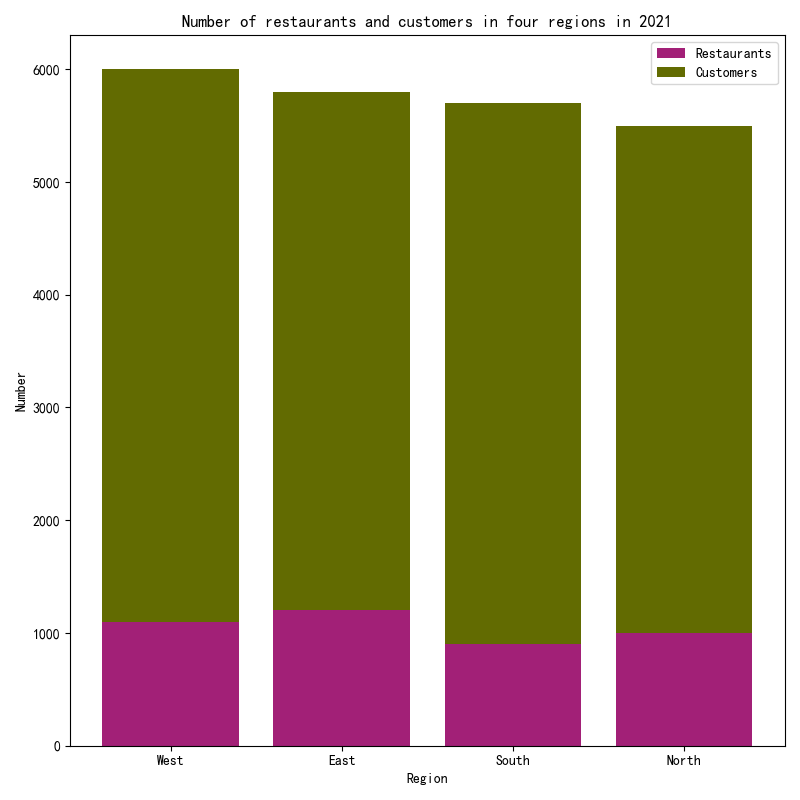 Number of restaurants and customers in four regions in 2021
Restaurants
Customers
6000
5000
4000
3000
2000
1000
0
Number
West East South North
Region